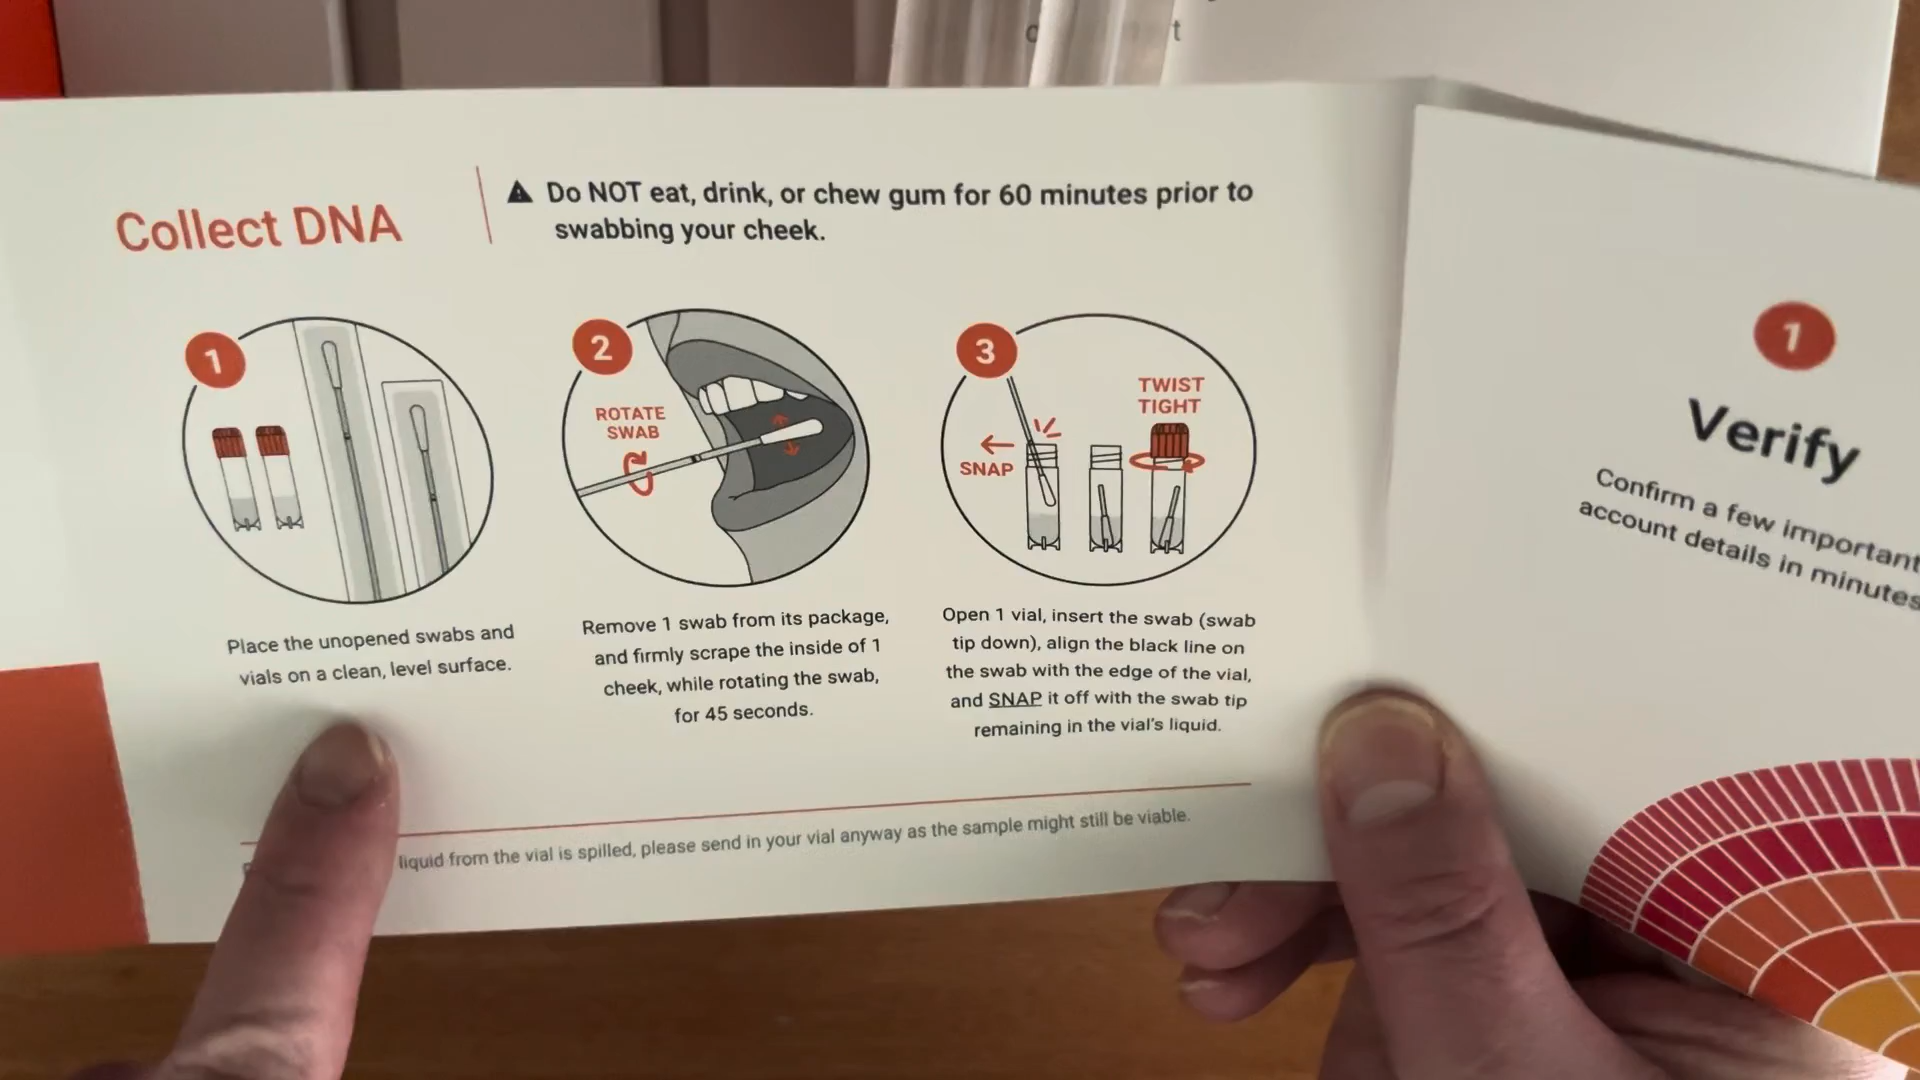 t
Collect DNA
Do NOT eat, drink, or chew gum for 60 minutes prior to
swabbing your cheek.
1
Place the unopened swabs and
vials on a clean, level surface.
2
ROTATE
SWAB
Remove 1 swab from its package,
and firmly scrape the inside of 1
cheek, while rotating the swab,
for 45 seconds.
3
SNAP
TWIST
TIGHT
Open 1 vial, insert the swab (swab
tip down), align the black line on
the swab with the edge of the vial,
and SNAP it off with the swab tip
remaining in the vial's liquid.
liquid from the vial is spilled, please send in your vial anyway as the sample might still be viable.
1
Verify
Confirm a few important
account details in minutes